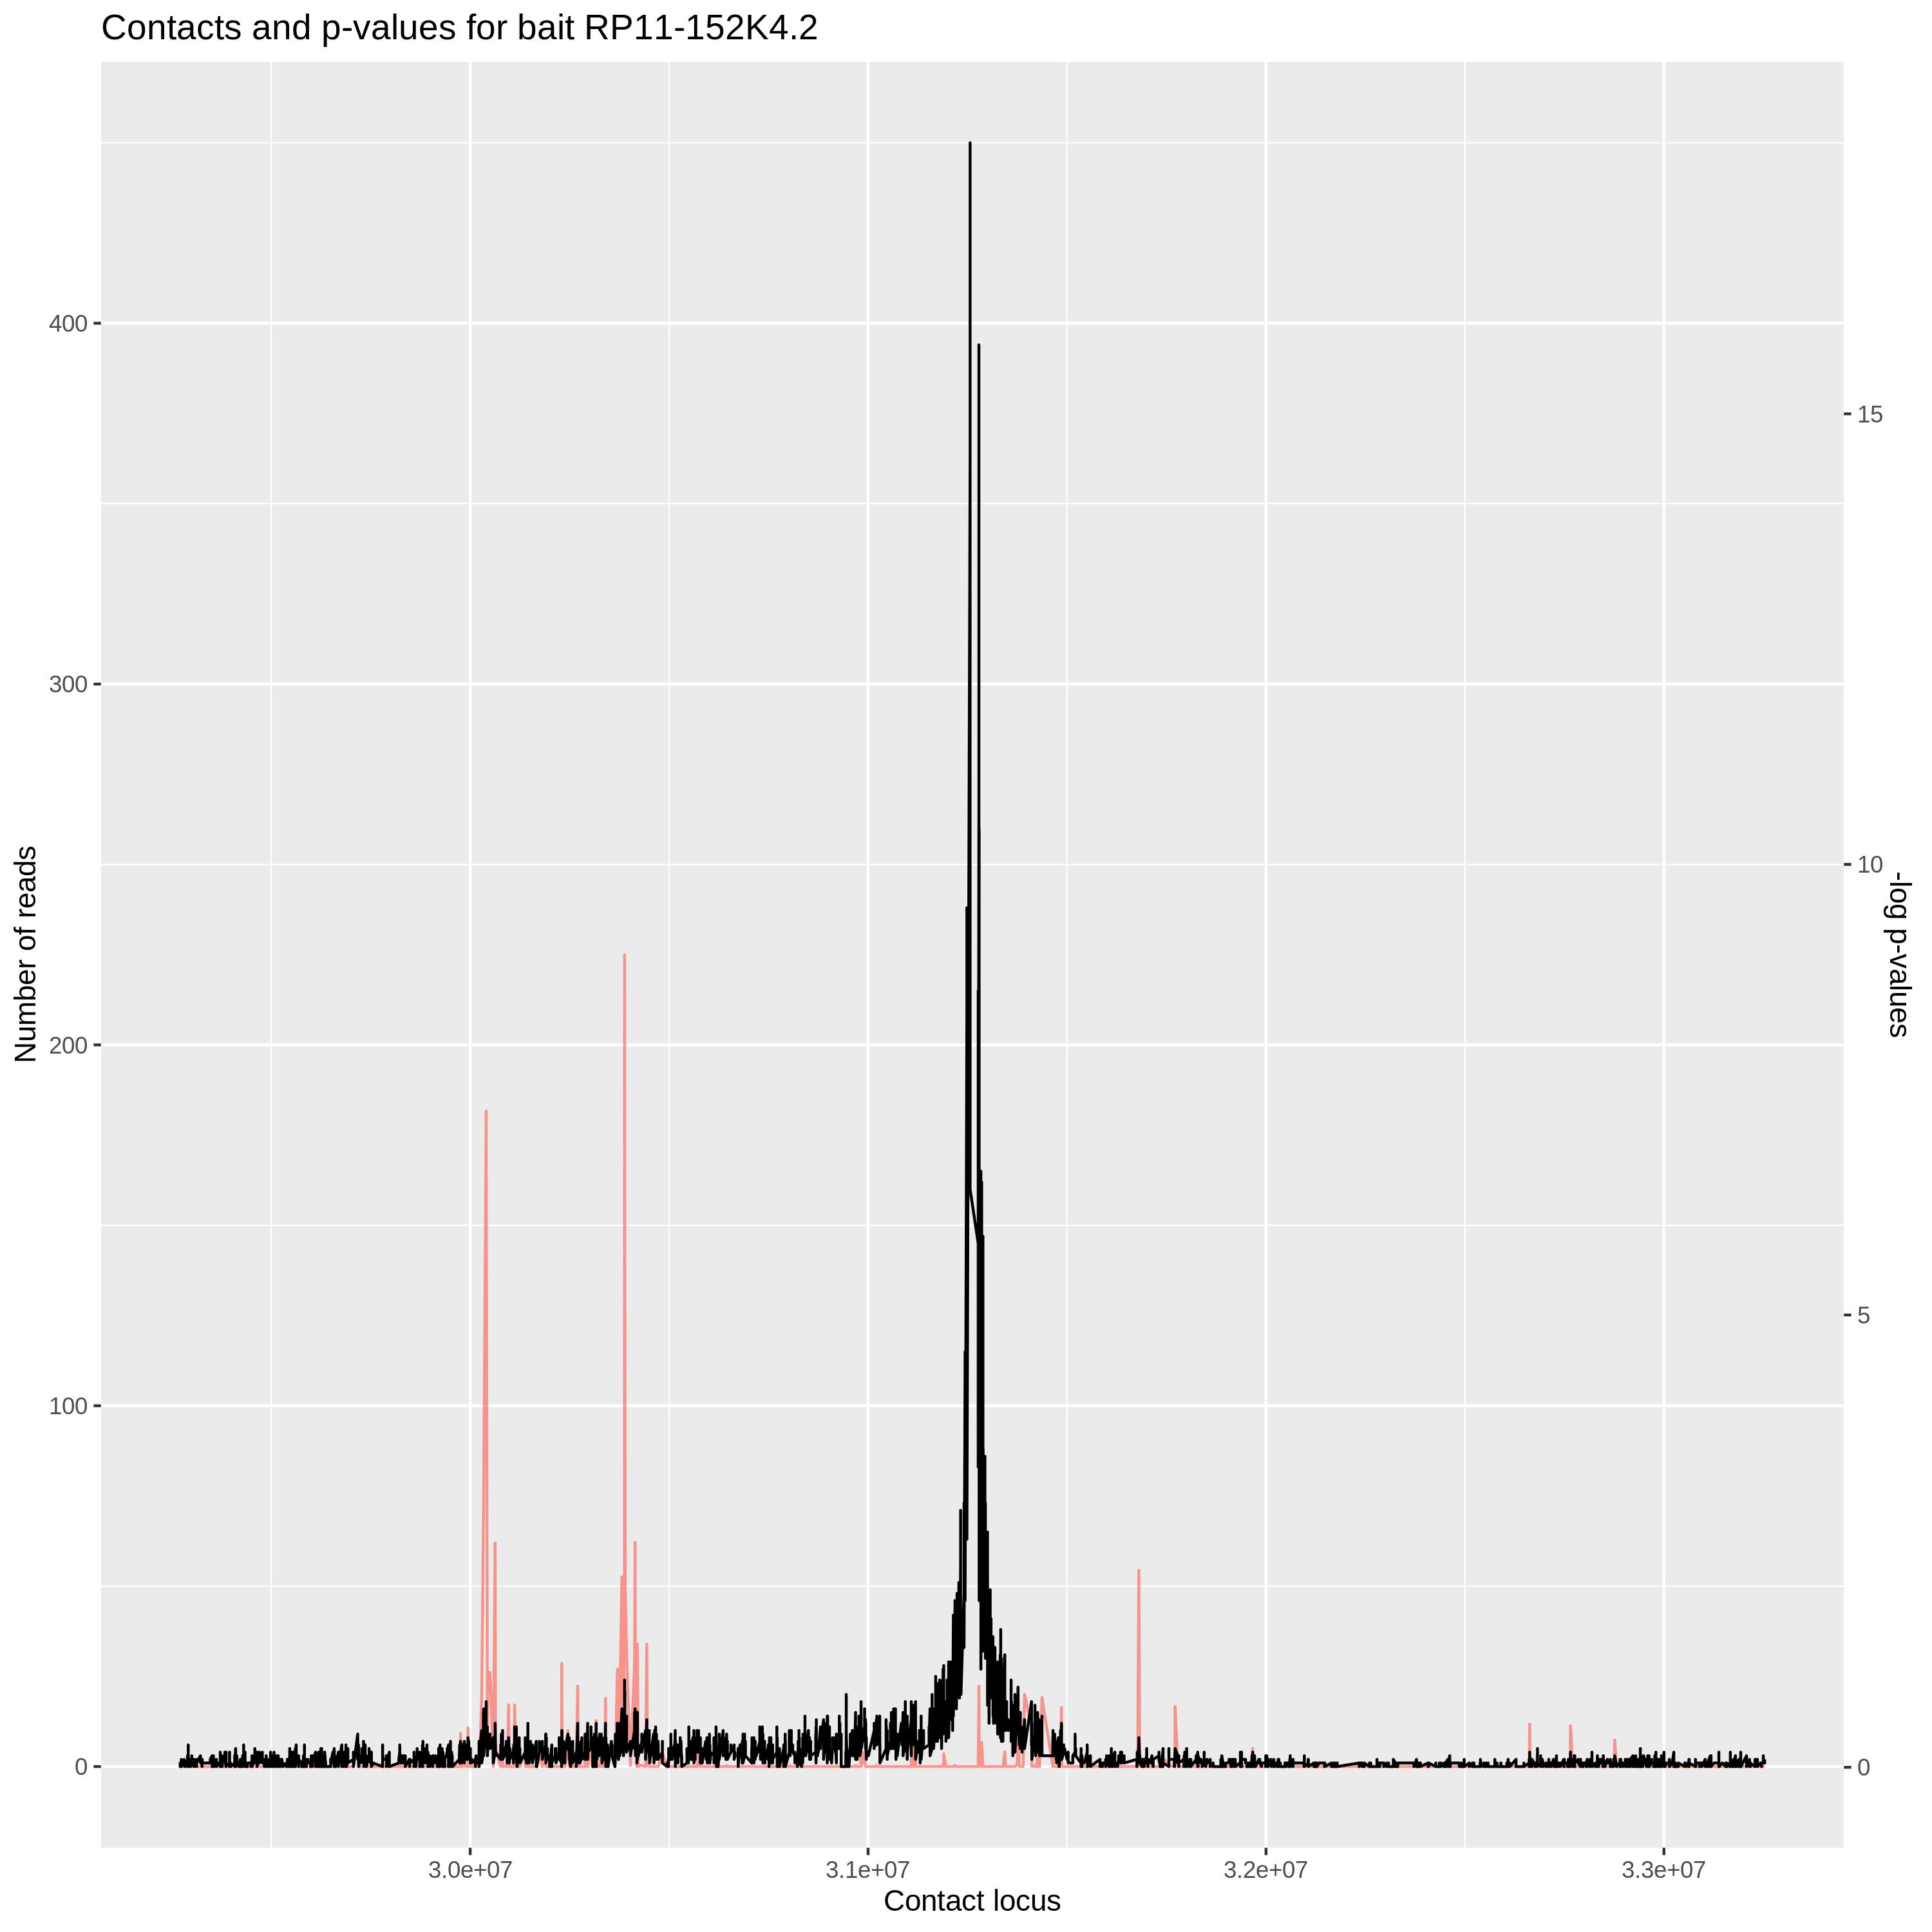 Contacts and p-values for bait RP11-152K4.2
400
300
200
100
0
Number of reads
15
10
5
0
-log p-values
3.0e+07
3.1e+07
3.2e+07
3.3e+07
Contact locus